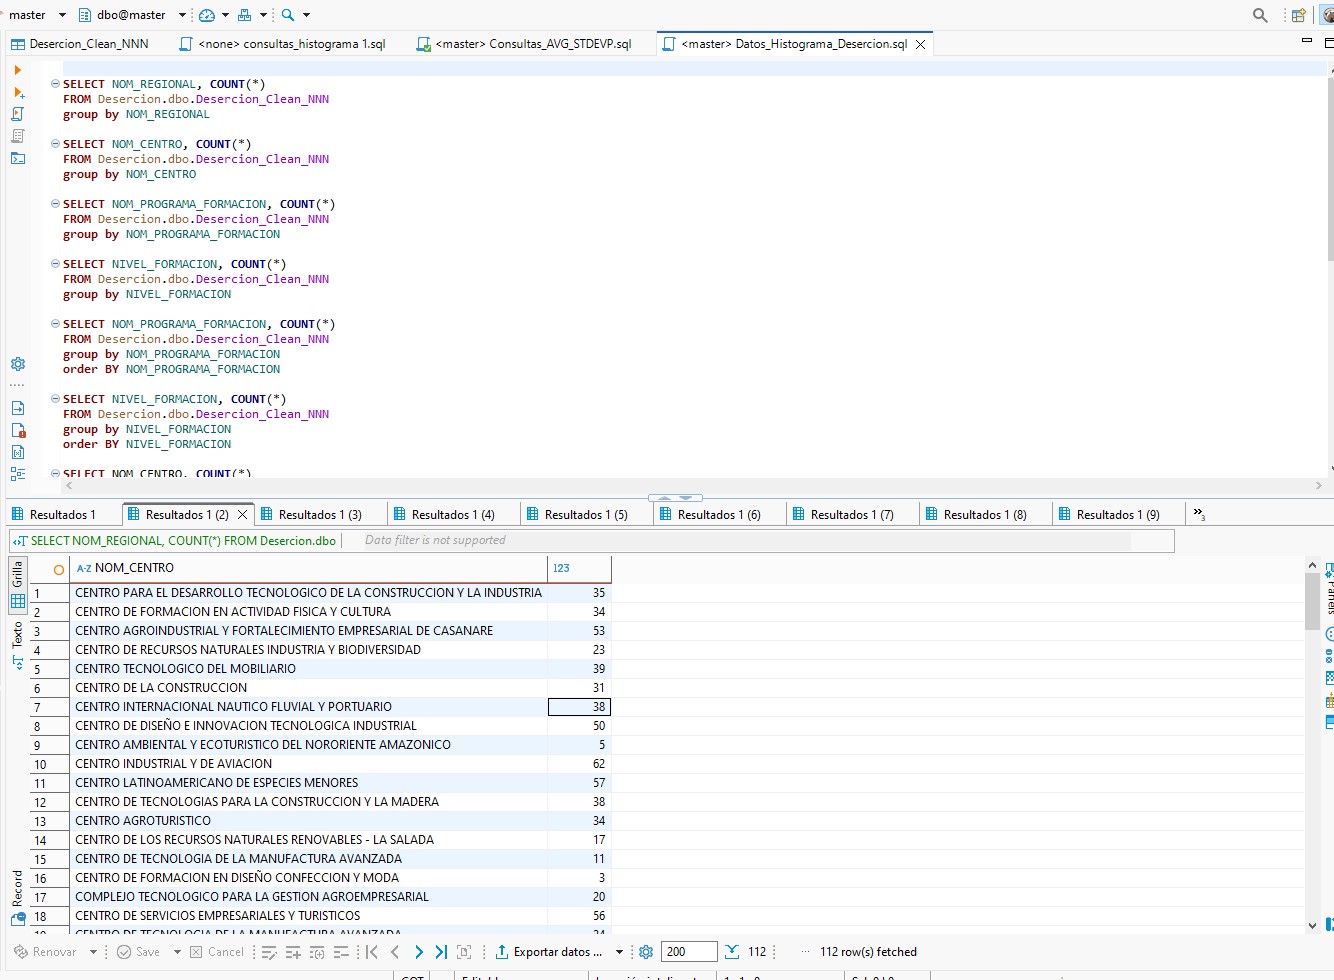 master dbo@master
Desercion_Clean_NNN <none> consultas_histograma 1.sql <master> Consultas_AVG_STDEVP.sql <master> Datos_Histograma_Desercion.sql
SELECT NOM_REGIONAL, COUNT(*)
FROM Desercion.dbo.Desercion_Clean_NNN
group by NOM_REGIONAL
SELECT NOM_CENTRO, COUNT(*)
FROM Desercion.dbo.Desercion_Clean_NNN
group by NOM_CENTRO
SELECT NOM_PROGRAMA_FORMACION, COUNT(*)
FROM Desercion.dbo.Desercion_Clean_NNN
group by NOM_PROGRAMA_FORMACION
SELECT NIVEL_FORMACION, COUNT(*)
FROM Desercion.dbo.Desercion_Clean_NNN
group by NIVEL_FORMACION
SELECT NOM_PROGRAMA_FORMACION, COUNT(*)
FROM Desercion.dbo.Desercion_Clean_NNN
group by NOM_PROGRAMA_FORMACION
order BY NOM_PROGRAMA_FORMACION
SELECT NIVEL_FORMACION, COUNT(*)
FROM Desercion.dbo.Desercion_Clean_NNN
group by NIVEL_FORMACION
order BY NIVEL_FORMACION
SELECT NOM_CENTRO, COUNT(*)
Resultados 1 Resultados 1 (2) Resultados 1 (3) Resultados 1 (4) Resultados 1 (5) Resultados 1 (6) Resultados 1 (7) Resultados 1 (8) Resultados 1 (9) »3
SELECT NOM_REGIONAL, COUNT(*) FROM Desercion.dbo Data filter is not supported
Grilla
Texto
Record
Panels
A-Z NOM_CENTRO 123
1 CENTRO PARA EL DESARROLLO TECNOLOGICO DE LA CONSTRUCCION Y LA INDUSTRIA 35
2 CENTRO DE FORMACION EN ACTIVIDAD FISICA Y CULTURA 34
3 CENTRO AGROINDUSTRIAL Y FORTALECIMIENTO EMPRESARIAL DE CASANARE 53
4 CENTRO DE RECURSOS NATURALES INDUSTRIA Y BIODIVERSIDAD 23
5 CENTRO TECNOLOGICO DEL MOBILIARIO 39
6 CENTRO DE LA CONSTRUCCION 31
7 CENTRO INTERNACIONAL NAUTICO FLUVIAL Y PORTUARIO 38
8 CENTRO DE DISEÑO E INNOVACION TECNOLOGICA INDUSTRIAL 50
9 CENTRO AMBIENTAL Y ECOTURISTICO DEL NORORIENTE AMAZONICO 5
10 CENTRO INDUSTRIAL Y DE AVIACION 62
11 CENTRO LATINOAMERICANO DE ESPECIES MENORES 57
12 CENTRO DE TECNOLOGIAS PARA LA CONSTRUCCION Y LA MADERA 38
13 CENTRO AGROTURISTICO 34
14 CENTRO DE LOS RECURSOS NATURALES RENOVABLES - LA SALADA 17
15 CENTRO DE TECNOLOGIA DE LA MANUFACTURA AVANZADA 11
16 CENTRO DE FORMACION EN DISEÑO CONFECCION Y MODA 3
17 COMPLEJO TECNOLOGICO PARA LA GESTION AGROEMPRESARIAL 20
18 CENTRO DE SERVICIOS EMPRESARIALES Y TURISTICOS 56
Renovar Save Cancel Exportar datos ... 200 112 ... 112 row(s) fetched